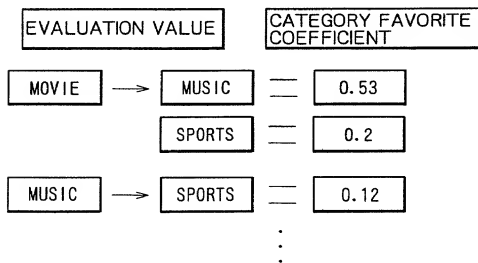 EVALUATION VALUE
CATEGORY FAVORITE
COEFFICIENT
MOVIE → MUSIC = 0.53
SPORTS = 0.2
MUSIC → SPORTS = 0.12